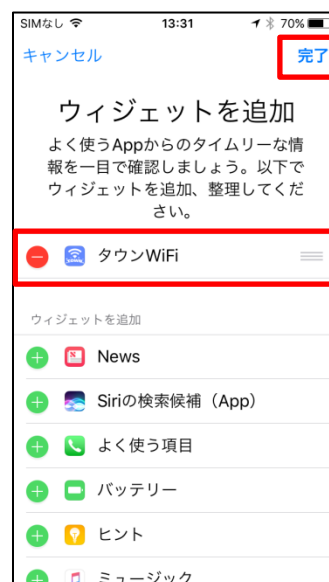 SIMなし 13:31 70%
キャンセル 完了
ウィジェットを追加
よく使うAppからのタイムリーな情
報を一目で確認しましょう。以下で
ウィジェットを追加、整理してくだ
さい。
タウンWiFi
ウィジェットを追加
News
Siriの検索候補（App）
よく使う項目
バッテリー
ヒント
ミュージック